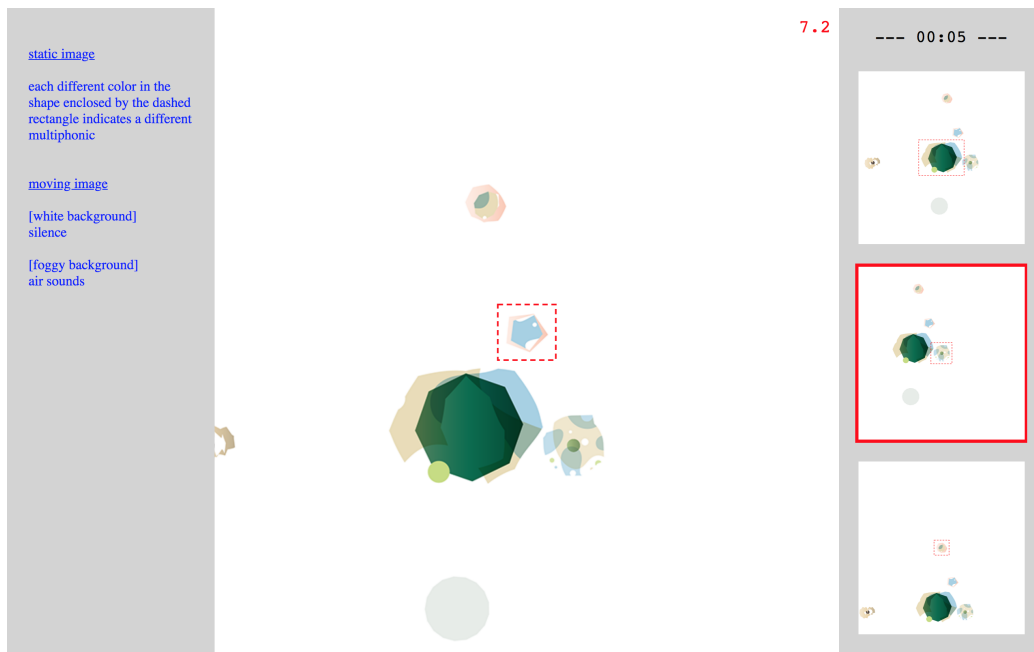 static image
each different color in the
shape enclosed by the dashed
rectangle indicates a different
multiphonic
moving image
[white background]
silence
[foggy background]
air sounds
7.2
--- 00:05 ---